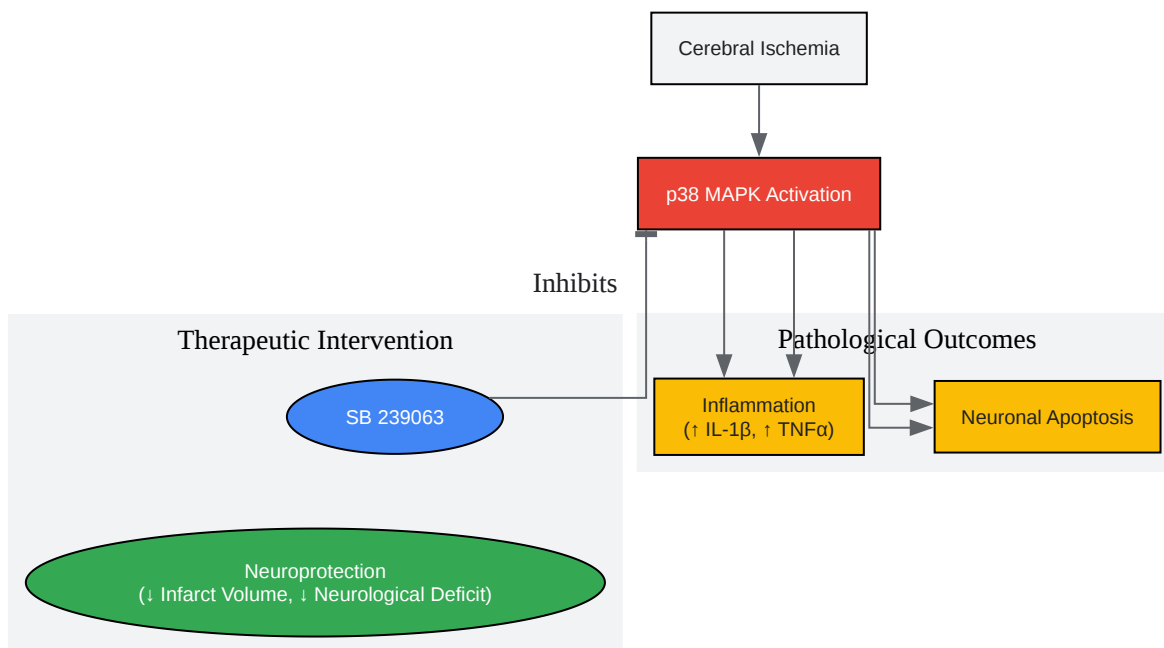 Cerebral Ischemia
p38 MAPK Activation
Inhibits
Therapeutic Intervention
Pathological Outcomes
SB 239063
Inflammation
(↑ IL-1β, ↑ TNFα)
Neuronal Apoptosis
Neuroprotection
(↓ Infarct Volume, ↓ Neurological Deficit)